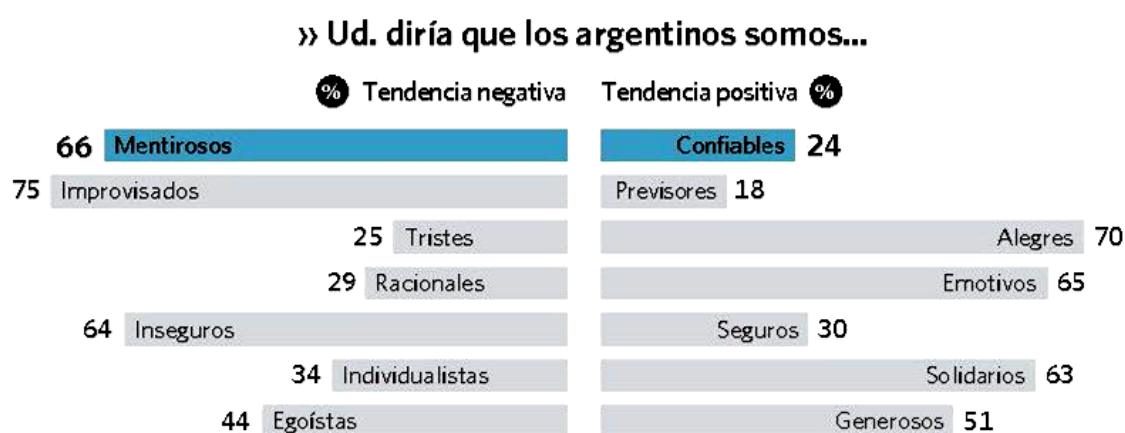 » Ud. diría que los argentinos somos...
% Tendencia negativa Tendencia positiva %
66 Mentirosos Confiables 24
75 Improvisados Previsores 18
25 Tristes Alegres 70
29 Racionales Emotivos 65
64 Inseguros Seguros 30
34 Individualistas Solidarios 63
44 Egoístas Generosos 51